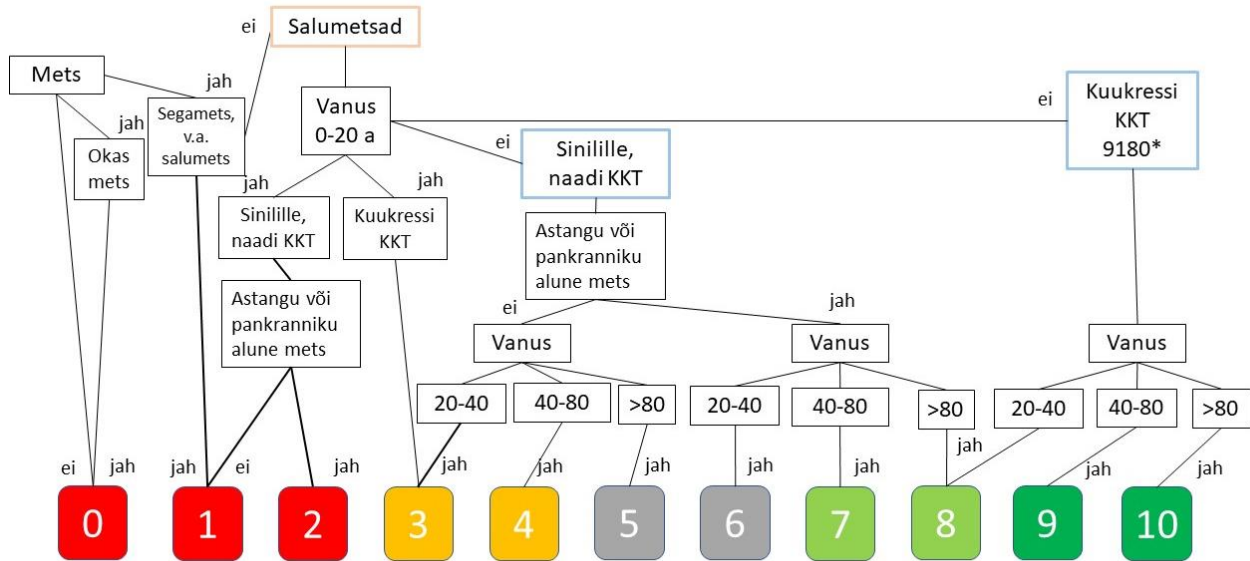 ei
Salumetsad
Mets
jah
ei
Kuukressi
KKT
9180*
Segamets,
v.a.
salumets
Vanus
0-20 a
jah
Okas
mets
ei
Sinilille,
naadi KKT
jah
jah
Sinilille,
naadi KKT
Kuukressi
KKT
Astangu või
pankranniku
alune mets
Astangu või
pankranniku
alune mets
ei
jah
Vanus
Vanus
Vanus
20-40
40-80
>80
20-40
40-80
>80
20-40
40-80
>80
ei
jah
jah
ei
jah
jah
jah
jah
jah
jah
jah
jah
jah
0
1
2
3
4
5
6
7
8
9
10